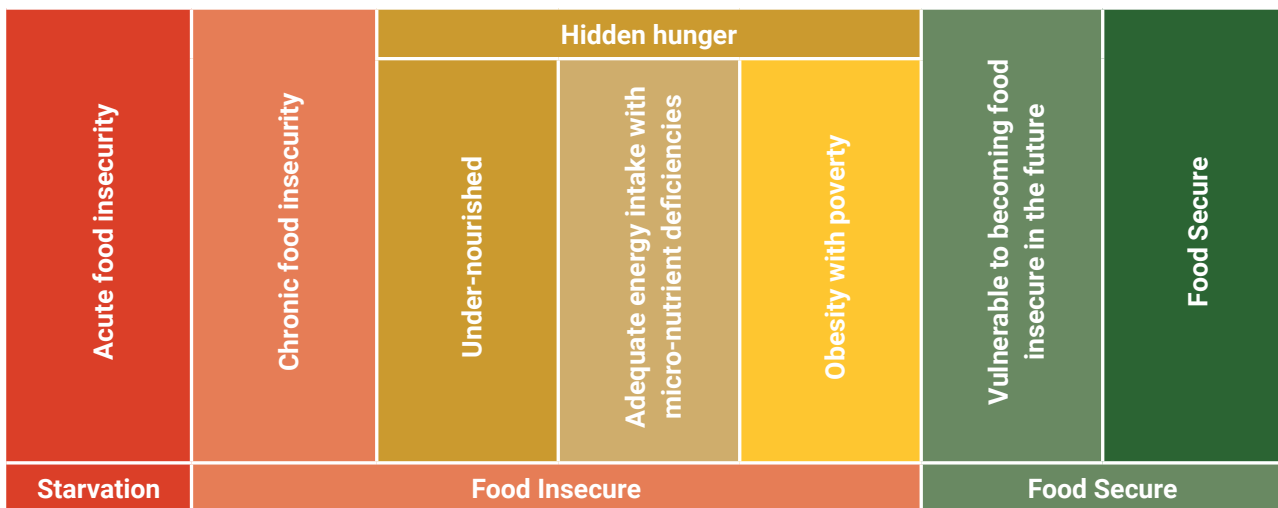 Hidden hunger
Acute food insecurity
Chronic food insecurity
Under-nourished
Adequate energy intake with
micro-nutrient deficiencies
Obesity with poverty
Vulnerable to becoming food
insecure in the future
Food Secure
Starvation
Food Insecure
Food Secure